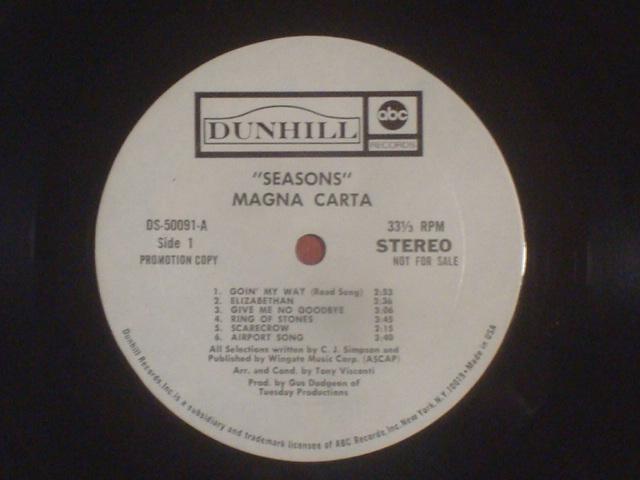 DUNHILL
abc
RECORDS
"SEASONS"
MAGNA CARTA
DS-50091-A
33⅓ RPM
Side 1
STEREO
PROMOTION COPY
NOT FOR SALE
1. GOIN' MY WAY (Road Song) 2:53
2. ELIZABETHAN 2:36
3. GIVE ME NO GOODBYE 3:06
4. RING OF STONES 3:45
5. SCARECROW 2:15
6. AIRPORT SONG 3:40
All Selections written by C. J. Simpson and
Published by Wingate Music Corp. (ASCAP)
Arr. and Cond. by Tony Visconti
Prod. by Gus Dudgeon of
Tuesday Productions
Dunhill Records, Inc. is a subsidiary and trademark licensee of ABC Records, Inc. New York, N.Y. 10019 • Made in USA